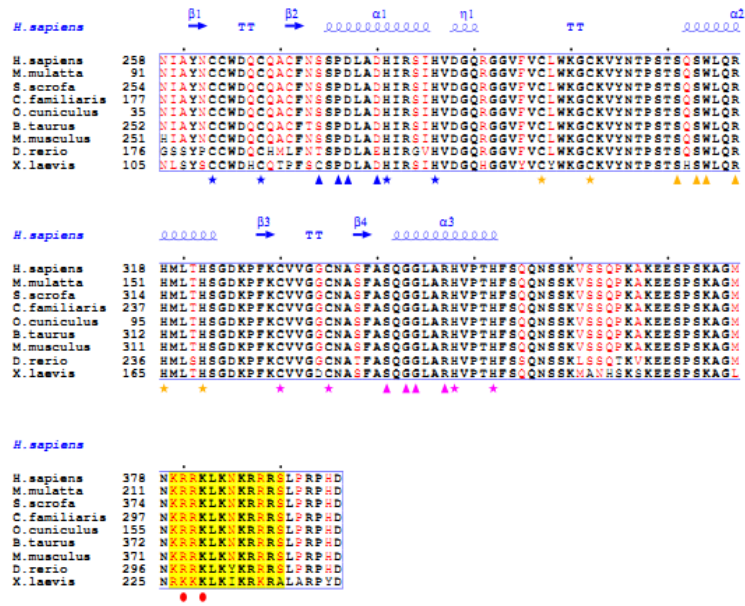 β1 TT β2 α1 η1 TT α2
H.sapiens
H.sapiens 258 NIAYNCCWDQCQACFNSSPDLADHIRSIHVDGQRGGVFVCLWKGCKVYNTPSTSQSWLQR
M.mulatta 91 NIAYNCCWDQCQACFNSSPDLADHIRSIHVDGQRGGVFVCLWKGCKVYNTPSTSQSWLQR
S.scrofa 254 NIAYNCCWDQCQACFNSSPDLADHIRSIHVDGQRGGVFVCLWKGCKVYNTPSTSQSWLQR
C.familiaris 177 NIAYNCCWDQCQACFNSSPDLADHIRSIHVDGQRGGVFVCLWKGCKVYNTPSTSQSWLQR
O.cuniculus 35 NIAYNCCWDQCQACFNSSPDLADHIRSIHVDGQRGGVFVCLWKGCKVYNTPSTSQSWLQR
B.taurus 252 NIAYNCCWDQCQACFNSSPDLADHIRSIHVDGQRGGVFVCLWKGCKVYNTPSTSQSWLQR
M.musculus 251 HIAYNCCWDQCQACFNSSPDLADHIRSIHVDGQRGGVFVCLWKGCKVYNTPSTSQSWLQR
D.rerio 176 GSSYPCCWDQCHMLFNTSPDLADHIRGVHVDGQRGGVFVCLWKGCKVYNTPSTSQSWLQR
X.laevis 105 NLSYSCCWDHCQTPFSCSPDLADHIRSIHVDGQHGGVYVCYWKGCKVYNTPSTSHSWLQR
β3 TT β4 α3
H.sapiens
H.sapiens 318 HMLTHSGDKPFKCVVGGCNASFASQGGLARHVPTHFSQQNSSKVSSQPKAKEESPSKAGM
M.mulatta 151 HMLTHSGDKPFKCVVGGCNASFASQGGLARHVPTHFSQQNSSKVSSQPKAKEESPSKAGM
S.scrofa 314 HMLTHSGDKPFKCVVGGCNASFASQGGLARHVPTHFSQQNSSKVSSQPKAKEESPSKAGM
C.familiaris 237 HMLTHSGDKPFKCVVGGCNASFASQGGLARHVPTHFSQQNSSKVSSQPKAKEESPSKAGM
O.cuniculus 95 HMLTHSGDKPFKCVVGGCNASFASQGGLARHVPTHFSQQNSSKVSSQPKAKEESPSKAGM
B.taurus 312 HMLTHSGDKPFKCVVGGCNASFASQGGLARHVPTHFSQQNSSKVSSQPKAKEESPSKAGM
M.musculus 311 HMLTHSGDKPFKCVVGGCNASFASQGGLARHVPTHFSQQNSSKVSSQPKAKEESPSKAGM
D.rerio 236 HMLSHSGDKPFKCVVGGCNATFASQGGLARHVPTHFSSQNSSKLSSQTKVKEESPSKAGM
X.laevis 165 HMLTHSGDKPFKCVVGDCNASFASQGGLARHVPTHFSQQNSSKMANHSKSKEESPSKAGM
H.sapiens
H.sapiens 378 NKRRKLKNKRRRSLPRPHD
M.mulatta 211 NKRRKLKNKRRRSLPRPHD
S.scrofa 374 NKRRKLKNKRRRSLPRPHD
C.familiaris 297 NKRRKLKNKRRRSLPRPHD
O.cuniculus 155 NKRRKLKNKRRRSLPRPHD
B.taurus 372 NKRRKLKNKRRRSLPRPHD
M.musculus 371 NKRRKLKNKRRRSLPRPHD
D.rerio 296 NKRRKLKYKRRRSLPRPHD
X.laevis 225 NRKKKLKIKRKRALARPYD